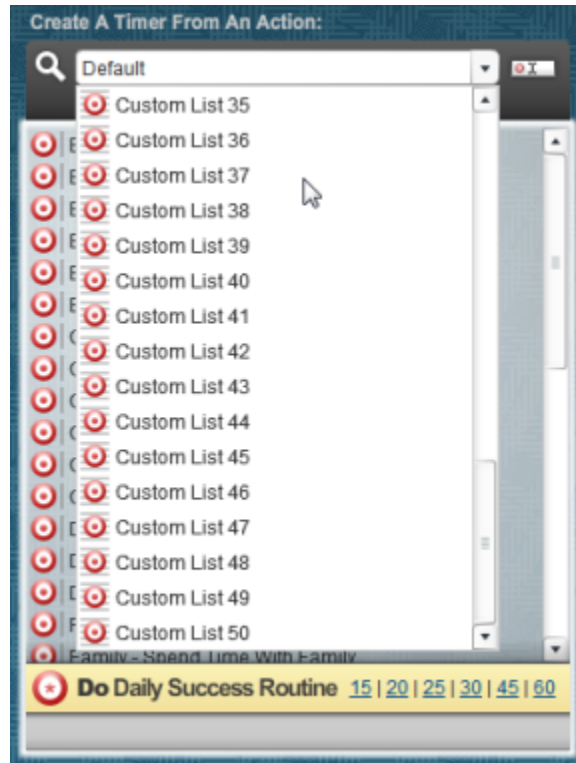 Create A Timer From An Action:
Default
Custom List 35
Custom List 36
Custom List 37
Custom List 38
Custom List 39
Custom List 40
Custom List 41
Custom List 42
Custom List 43
Custom List 44
Custom List 45
Custom List 46
Custom List 47
Custom List 48
Custom List 49
Custom List 50
Family - Spend Time With Family
Do Daily Success Routine 15 | 20 | 25 | 30 | 45 | 60